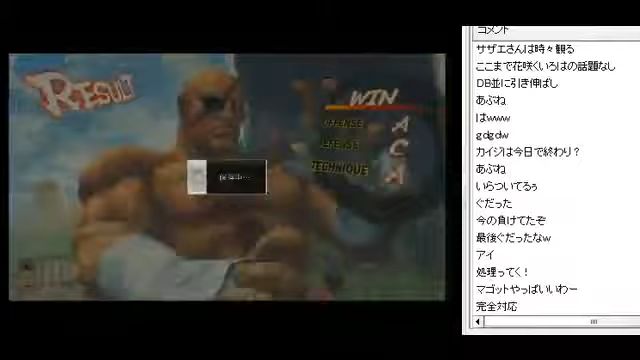 RESULT
WIN
OFFENSE A
DEFENSE C
TECHNIQUE A
コメント
サザエさんは時々観る
ここまで花咲くいろはの話題なし
DB並に引き伸ばし
あぶね
はwww
gdgdw
カイジは今日で終わり？
あぶね
いらついてるぅ
ぐだった
今の負けてたぞ
最後ぐだったなw
アイ
処理ってく！
マゴットやっぱいいわー
完全対応